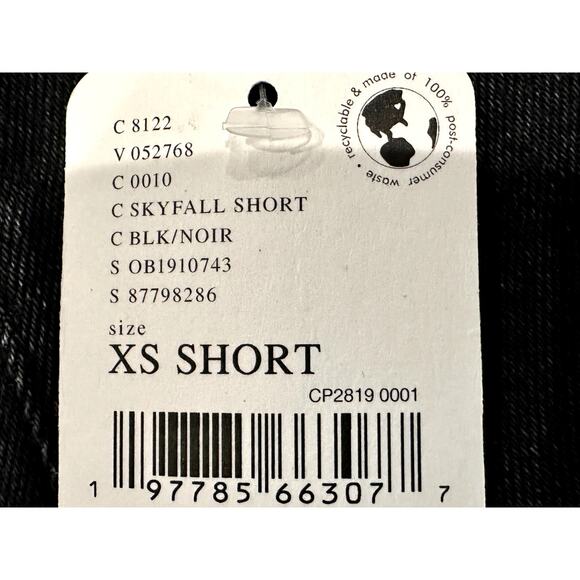 C 8122
V 052768
C 0010
C SKYFALL SHORT
C BLK/NOIR
S OB1910743
S 87798286
size
XS SHORT
CP2819 0001
1 97785 66307 7
• recyclable & made of 100% post-consumer waste